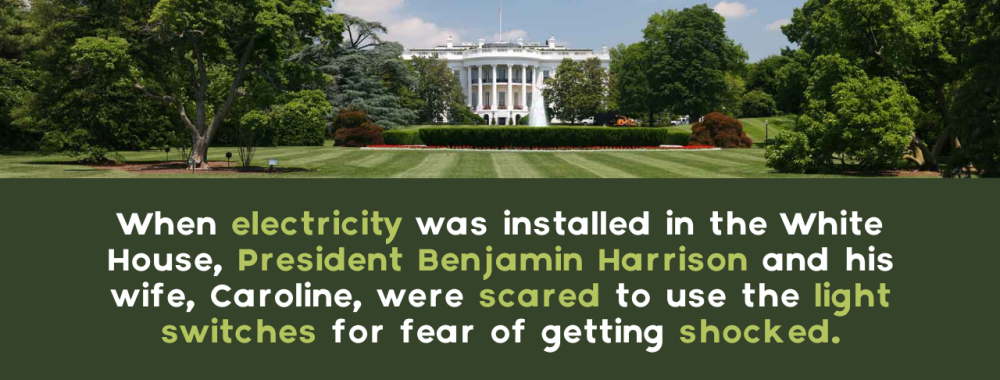 When electricity was installed in the White
House, President Benjamin Harrison and his
wife, Caroline, were scared to use the light
switches for fear of getting shocked.